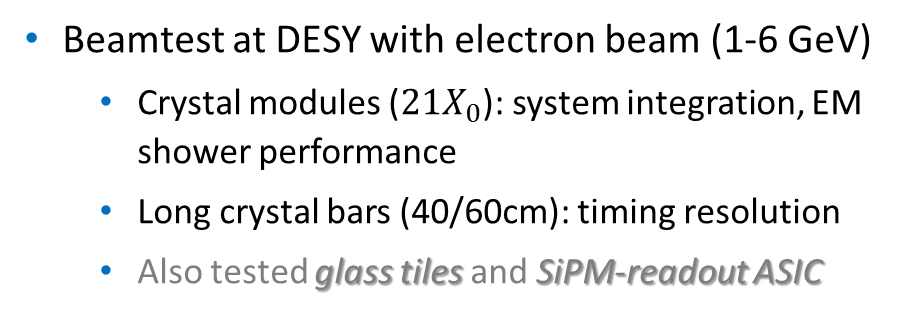 • Beamtest at DESY with electron beam (1-6 GeV)
• Crystal modules (21X₀): system integration, EM
shower performance
• Long crystal bars (40/60cm): timing resolution
• Also tested glass tiles and SiPM-readout ASIC